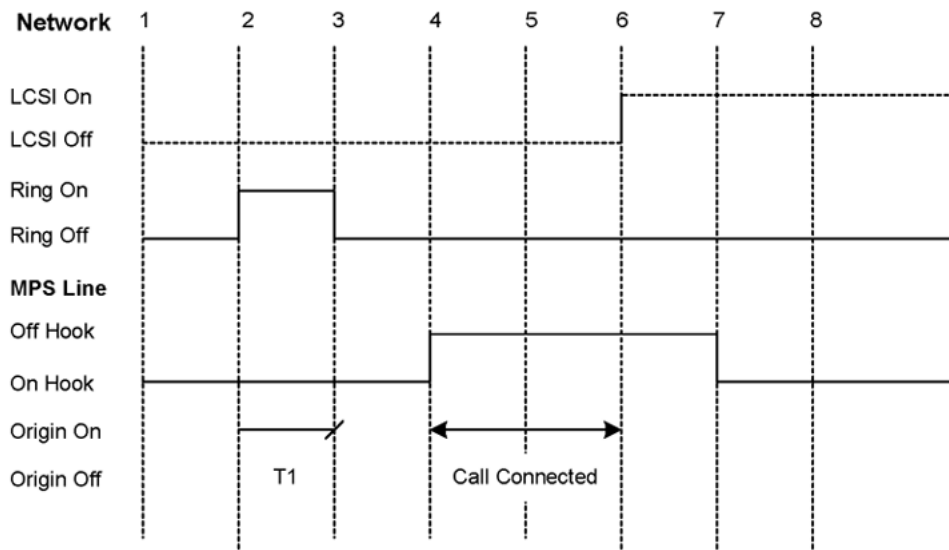 Network 1 2 3 4 5 6 7 8
LCSI On
LCSI Off
Ring On
Ring Off
MPS Line
Off Hook
On Hook
Origin On
Origin Off T1 Call Connected